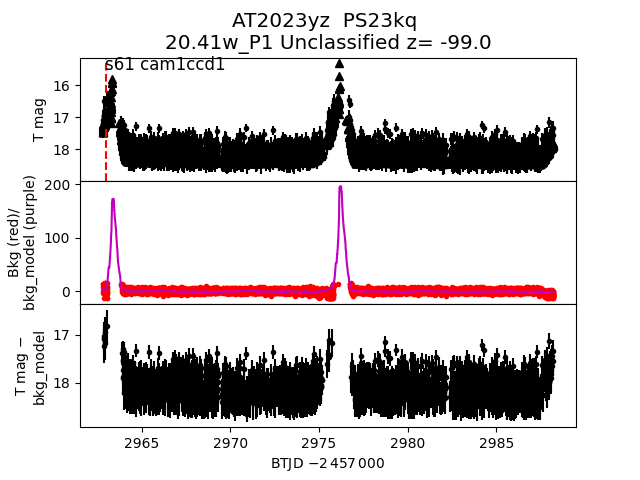 AT2023yz  PS23kq
20.41w_P1 Unclassified z= -99.0
s61 cam1ccd1
T mag
16
17
18
Bkg (red)/
bkg_model (purple)
200
100
0
T mag −
bkg_model
17
18
2965
2970
2975
2980
2985
BTJD −2 457 000